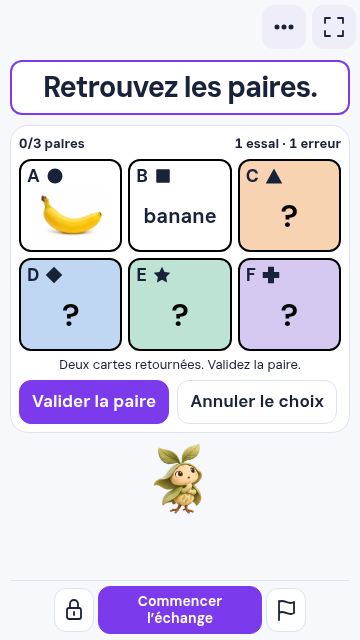 Retrouvez les paires.
0/3 paires
1 essai · 1 erreur
A
B
banane
C
?
D
?
E
?
F
?
Deux cartes retournées. Validez la paire.
Valider la paire
Annuler le choix
Commencer
l'échange